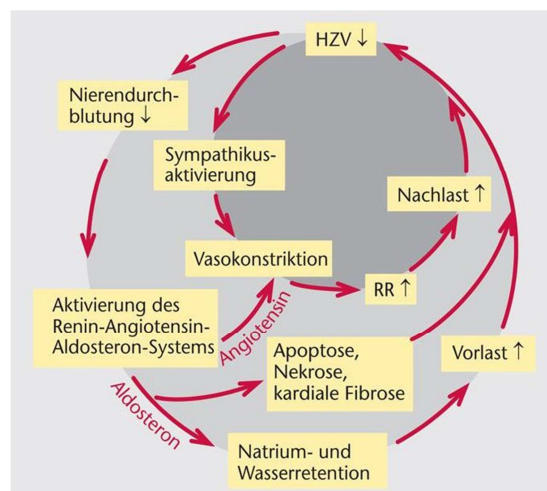 HZV ↓
Nierendurch-
blutung ↓
Sympathikus-
aktivierung
Nachlast ↑
Vasokonstriktion
RR ↑
Aktivierung des
Renin-Angiotensin-
Aldosteron-Systems
Angiotensin
Apoptose,
Nekrose,
kardiale Fibrose
Vorlast ↑
Aldosteron
Natrium- und
Wasserretention